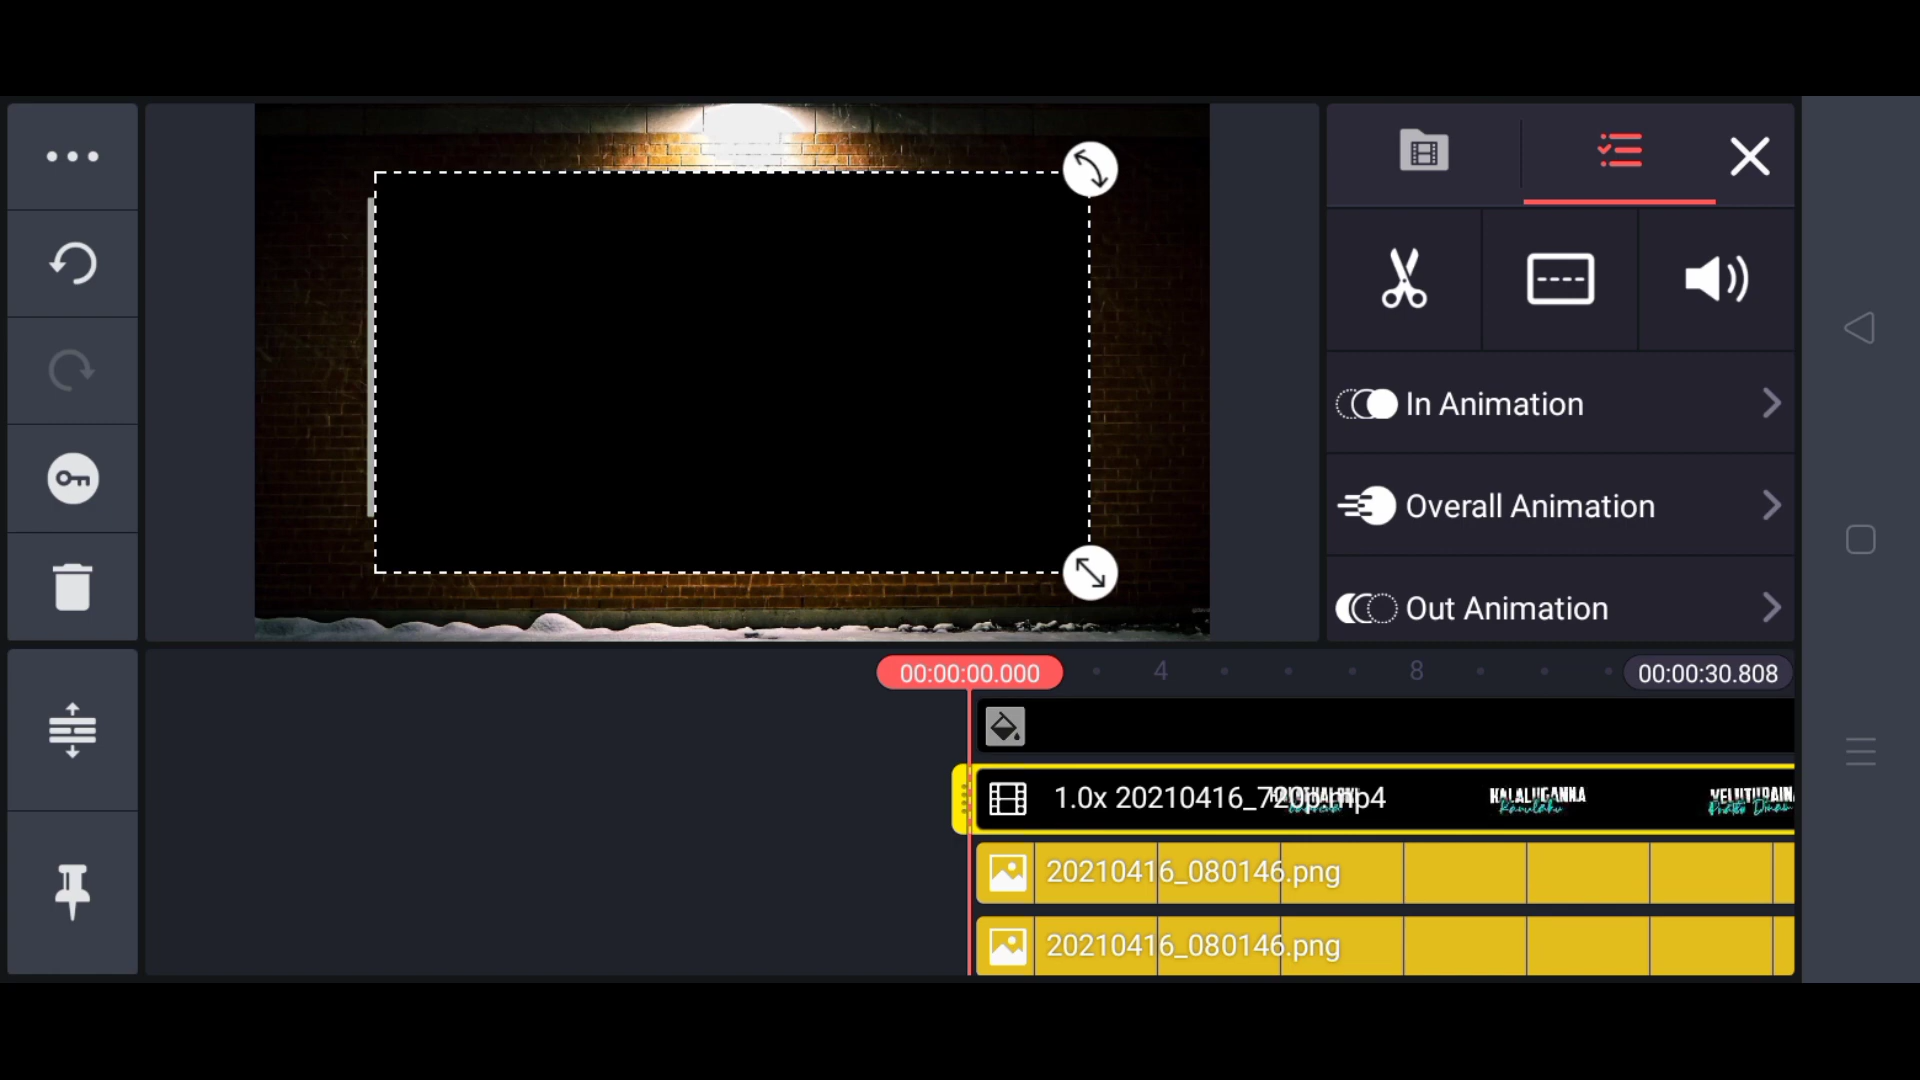 In Animation
Overall Animation
Out Animation
00:00:00.000
4
8
00:00:30.808
1.0x 20210416_720p.mp4
KALALUGANNA
20210416_080146.png
20210416_080146.png